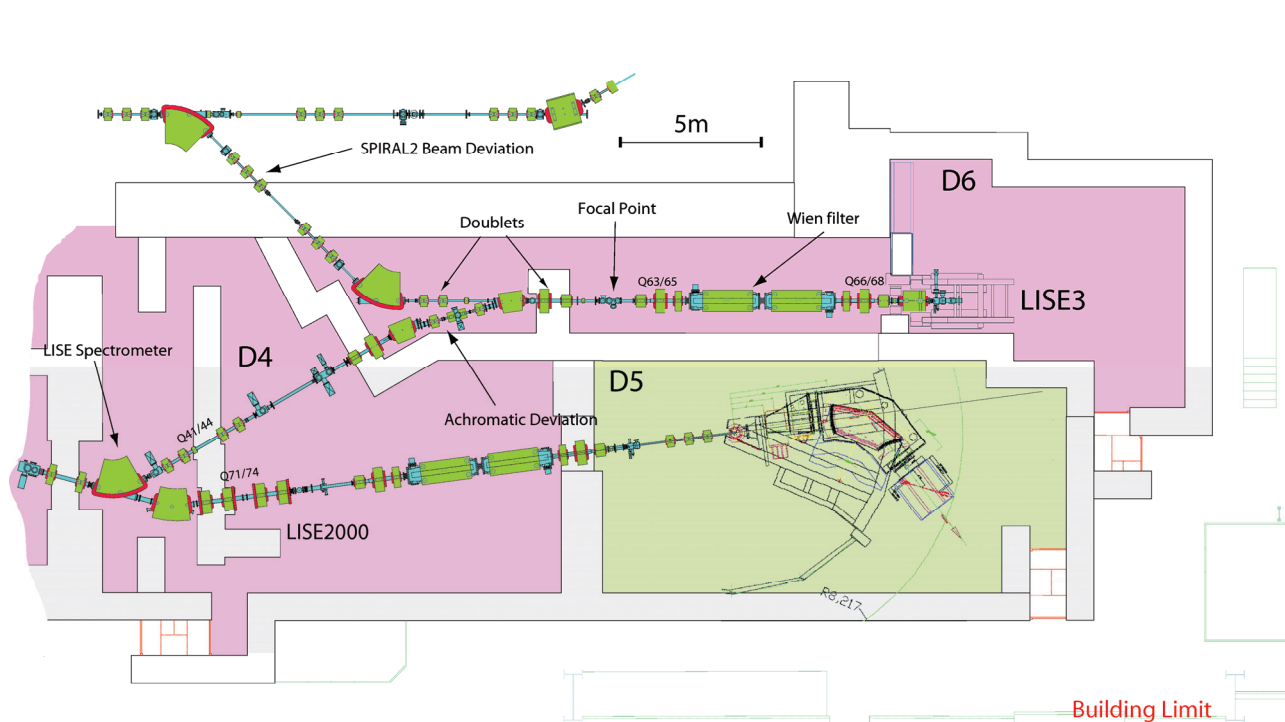 5m
SPIRAL2 Beam Deviation
D6
Focal Point
Doublets
Wien filter
Q63/65
Q66/68
LISE3
LISE Spectrometer
D4
D5
Achromatic Deviation
Q41/44
Q71/74
LISE2000
R8,217
Building Limit